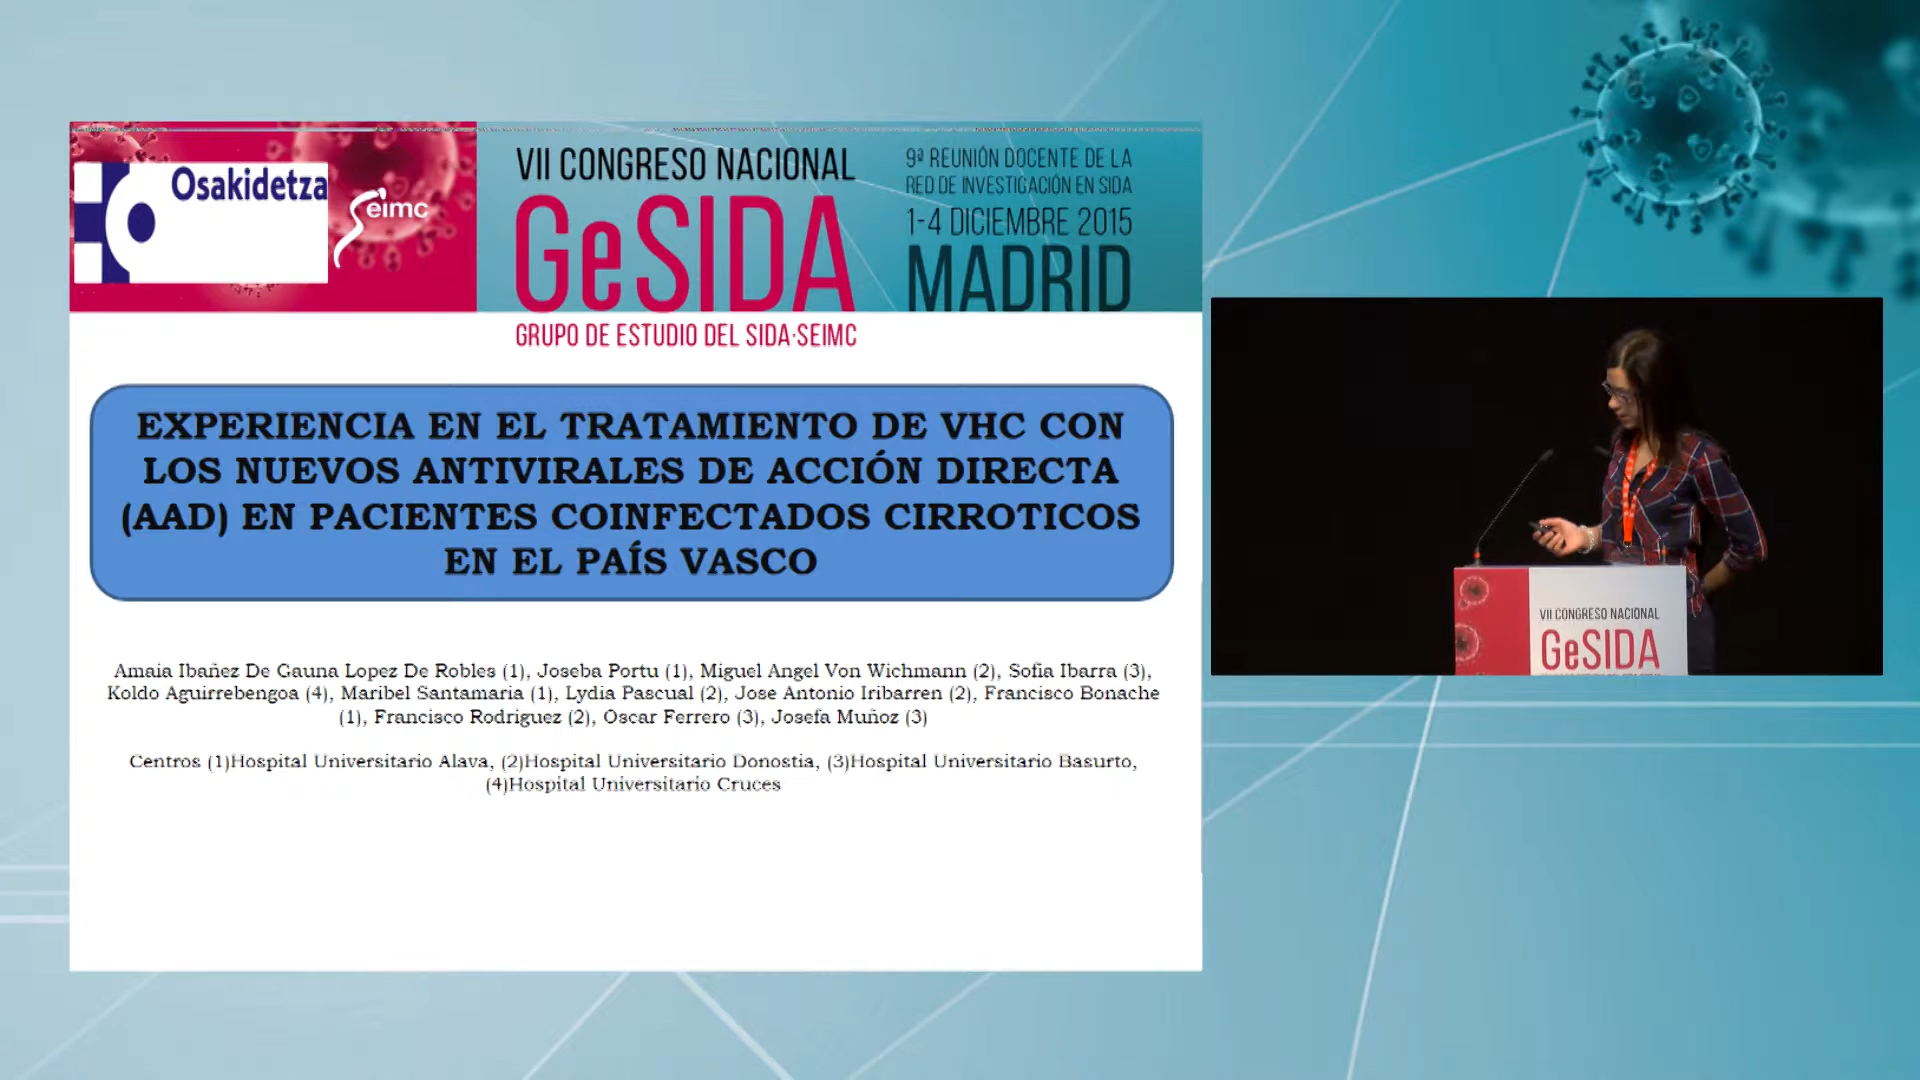 Osakidetza
Seimc
VII CONGRESO NACIONAL
GeSIDA
GRUPO DE ESTUDIO DEL SIDA·SEIMC
9ª REUNIÓN DOCENTE DE LA
RED DE INVESTIGACIÓN EN SIDA
1-4 DICIEMBRE 2015
MADRID
EXPERIENCIA EN EL TRATAMIENTO DE VHC CON
LOS NUEVOS ANTIVIRALES DE ACCIÓN DIRECTA
(AAD) EN PACIENTES COINFECTADOS CIRROTICOS
EN EL PAÍS VASCO
Amaia Ibañez De Gauna Lopez De Robles (1), Joseba Portu (1), Miguel Angel Von Wichmann (2), Sofia Ibarra (3),
Koldo Aguirrebengoa (4), Maribel Santamaria (1), Lydia Pascual (2), Jose Antonio Iribarren (2), Francisco Bonache
(1), Francisco Rodriguez (2), Oscar Ferrero (3), Josefa Muñoz (3)
Centros (1)Hospital Universitario Alava, (2)Hospital Universitario Donostia, (3)Hospital Universitario Basurto,
(4)Hospital Universitario Cruces
VII CONGRESO NACIONAL
GeSIDA